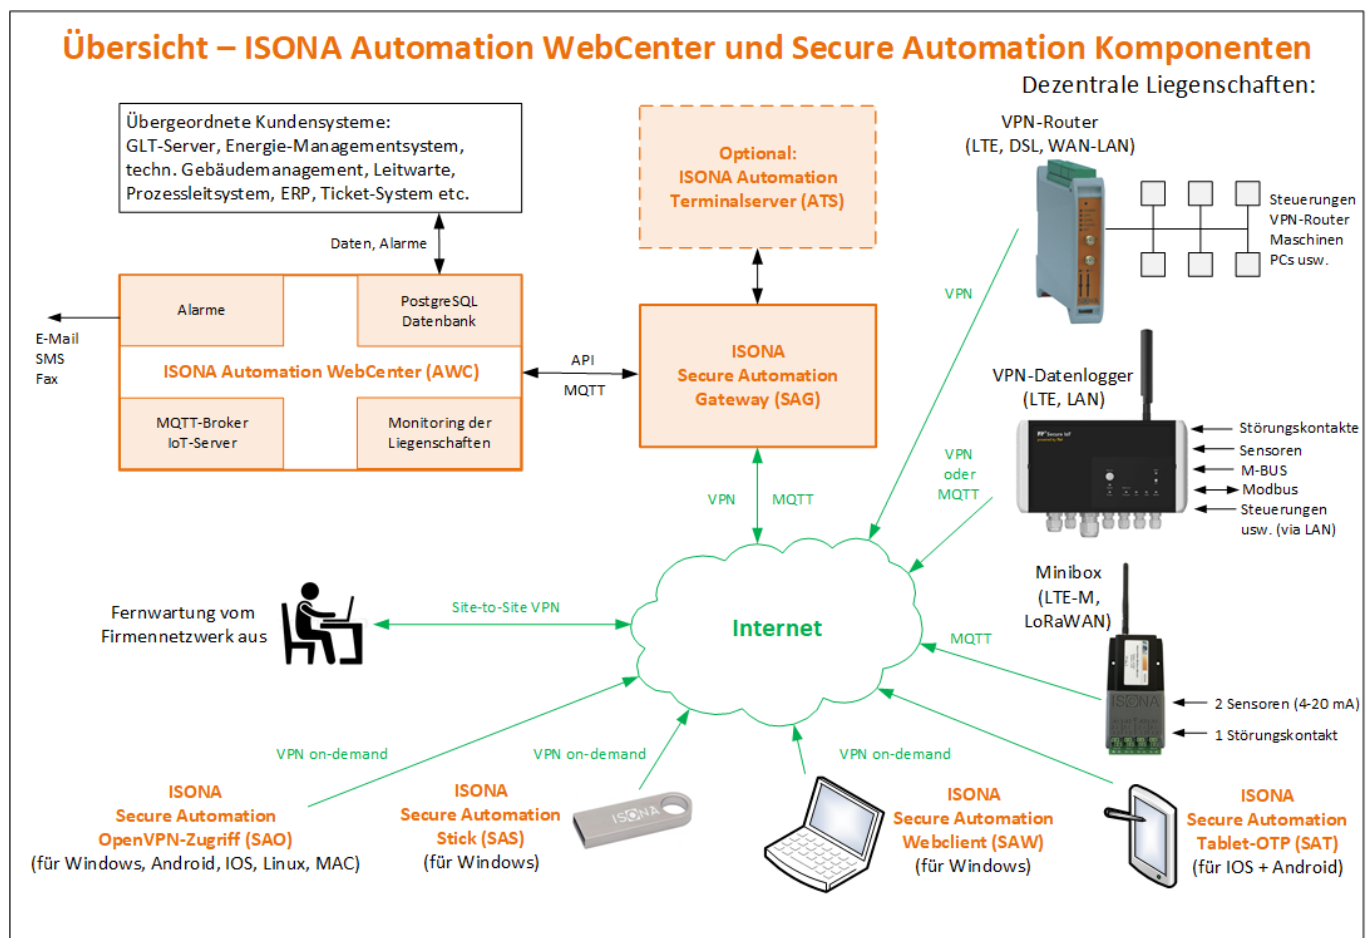 Übersicht – ISONA Automation WebCenter und Secure Automation Komponenten
Dezentrale Liegenschaften:
Übergeordnete Kundensysteme:
GLT-Server, Energie-Managementsystem,
techn. Gebäudemanagement, Leitwarte,
Prozessleitsystem, ERP, Ticket-System etc.
Optional:
ISONA Automation
Terminalserver (ATS)
VPN-Router
(LTE, DSL, WAN-LAN)
Steuerungen
VPN-Router
Maschinen
PCs usw.
Daten, Alarme
VPN
Alarme
PostgreSQL
Datenbank
E-Mail
SMS
Fax
ISONA Automation WebCenter (AWC)
MQTT-Broker
IoT-Server
Monitoring der
Liegenschaften
API
MQTT
ISONA
Secure Automation
Gateway (SAG)
VPN-Datenlogger
(LTE, LAN)
Secure IoT
Störungskontakte
Sensoren
M-BUS
Modbus
Steuerungen
usw. (via LAN)
VPN
oder
MQTT
VPN
MQTT
Fernwartung vom
Firmennetzwerk aus
Site-to-Site VPN
Internet
Minibox
(LTE-M,
LoRaWAN)
MQTT
ISONA
2 Sensoren (4-20 mA)
1 Störungskontakt
VPN on-demand
VPN on-demand
VPN on-demand
ISONA
Secure Automation
OpenVPN-Zugriff (SAO)
(für Windows, Android, IOS, Linux, MAC)
ISONA
Secure Automation
Stick (SAS)
(für Windows)
ISONA
ISONA
Secure Automation
Webclient (SAW)
(für Windows)
ISONA
Secure Automation
Tablet-OTP (SAT)
(für IOS + Android)